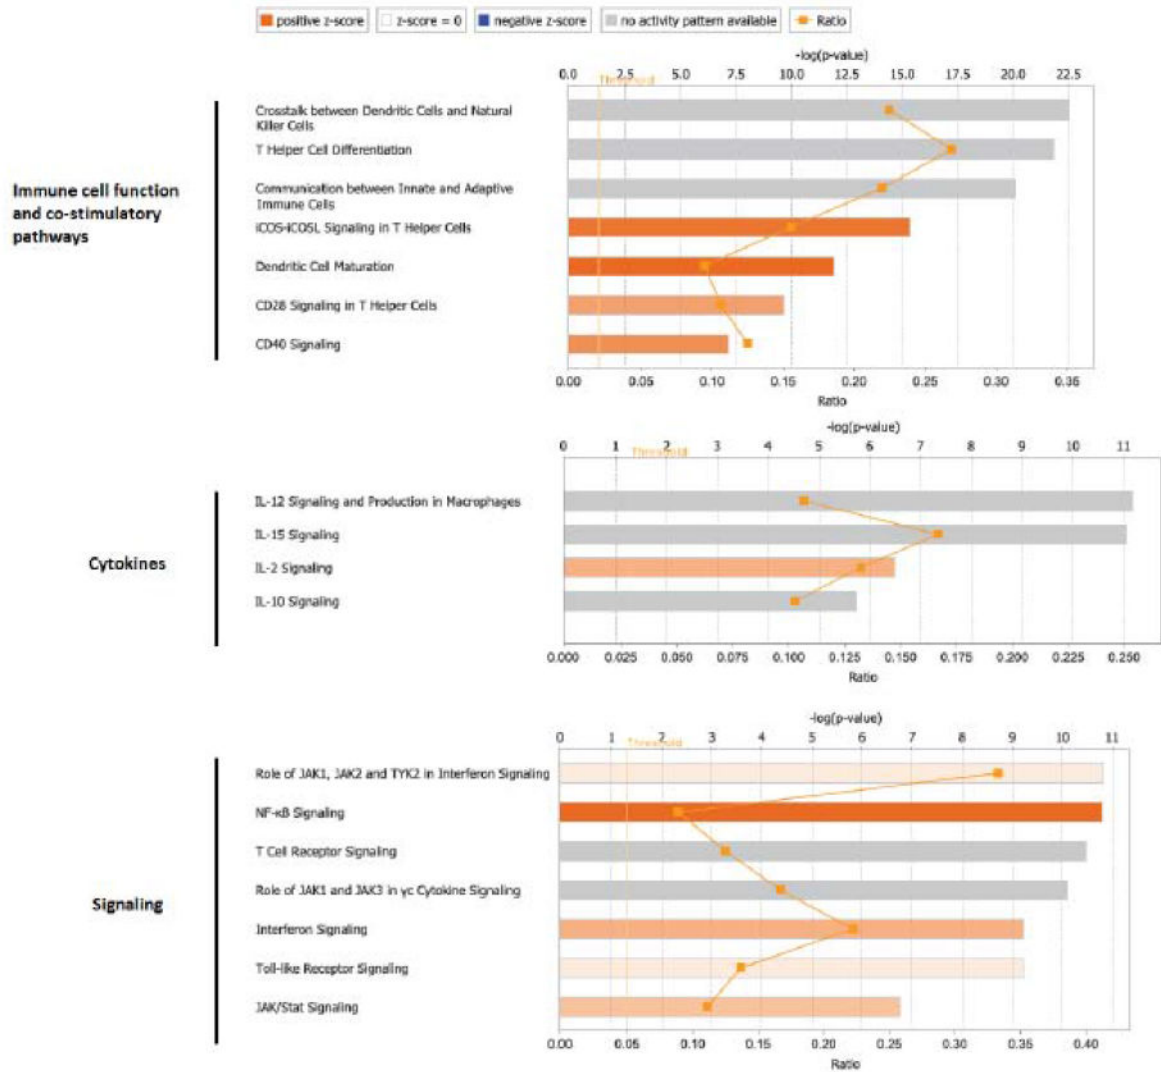 positive z-score z-score = 0 negative z-score no activity pattern available Ratio
Immune cell function
and co-stimulatory
pathways
-log(p-value)
0.0 2.5 5.0 7.5 10.0 12.5 15.0 17.5 20.0 22.5
Threshold
Crosstalk between Dendritic Cells and Natural
Killer Cells
T Helper Cell Differentiation
Communication between Innate and Adaptive
Immune Cells
iCOS-iCOSL Signaling in T Helper Cells
Dendritic Cell Maturation
CD28 Signaling in T Helper Cells
CD40 Signaling
0.00 0.05 0.10 0.15 0.20 0.25 0.30 0.35
Ratio
Cytokines
-log(p-value)
0 1 2 3 4 5 6 7 8 9 10 11
Threshold
IL-12 Signaling and Production in Macrophages
IL-15 Signaling
IL-2 Signaling
IL-10 Signaling
0.000 0.025 0.050 0.075 0.100 0.125 0.150 0.175 0.200 0.225 0.250
Ratio
Signaling
-log(p-value)
0 1 2 3 4 5 6 7 8 9 10 11
Threshold
Role of JAK1, JAK2 and TYK2 in Interferon Signaling
NF-κB Signaling
T Cell Receptor Signaling
Role of JAK1 and JAK3 in γc Cytokine Signaling
Interferon Signaling
Toll-like Receptor Signaling
JAK/Stat Signaling
0.00 0.05 0.10 0.15 0.20 0.25 0.30 0.35 0.40
Ratio